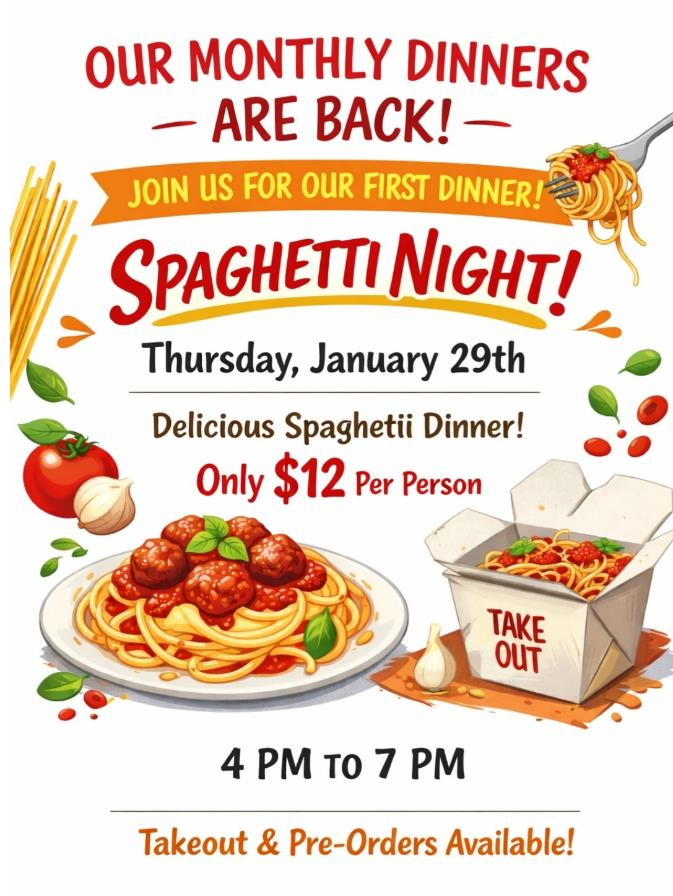 OUR MONTHLY DINNERS
— ARE BACK! —
JOIN US FOR OUR FIRST DINNER!
SPAGHETTI NIGHT!
Thursday, January 29th
Delicious Spaghetii Dinner!
Only $12 Per Person
TAKE
OUT
4 PM TO 7 PM
Takeout & Pre-Orders Available!